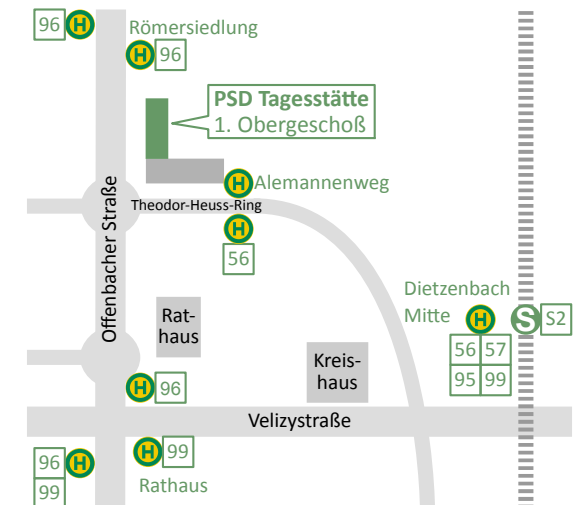 96
Römersiedlung
96
PSD Tagesstätte
1. Obergeschoß
H
H
H
Alemannenweg
Theodor-Heuss-Ring
H
56
Offenbacher Straße
Dietzenbach
Mitte
H
S
S2
56 57
95 99
Rat-
haus
Kreis-
haus
H
96
Velizystraße
H
99
Rathaus
96
H
99